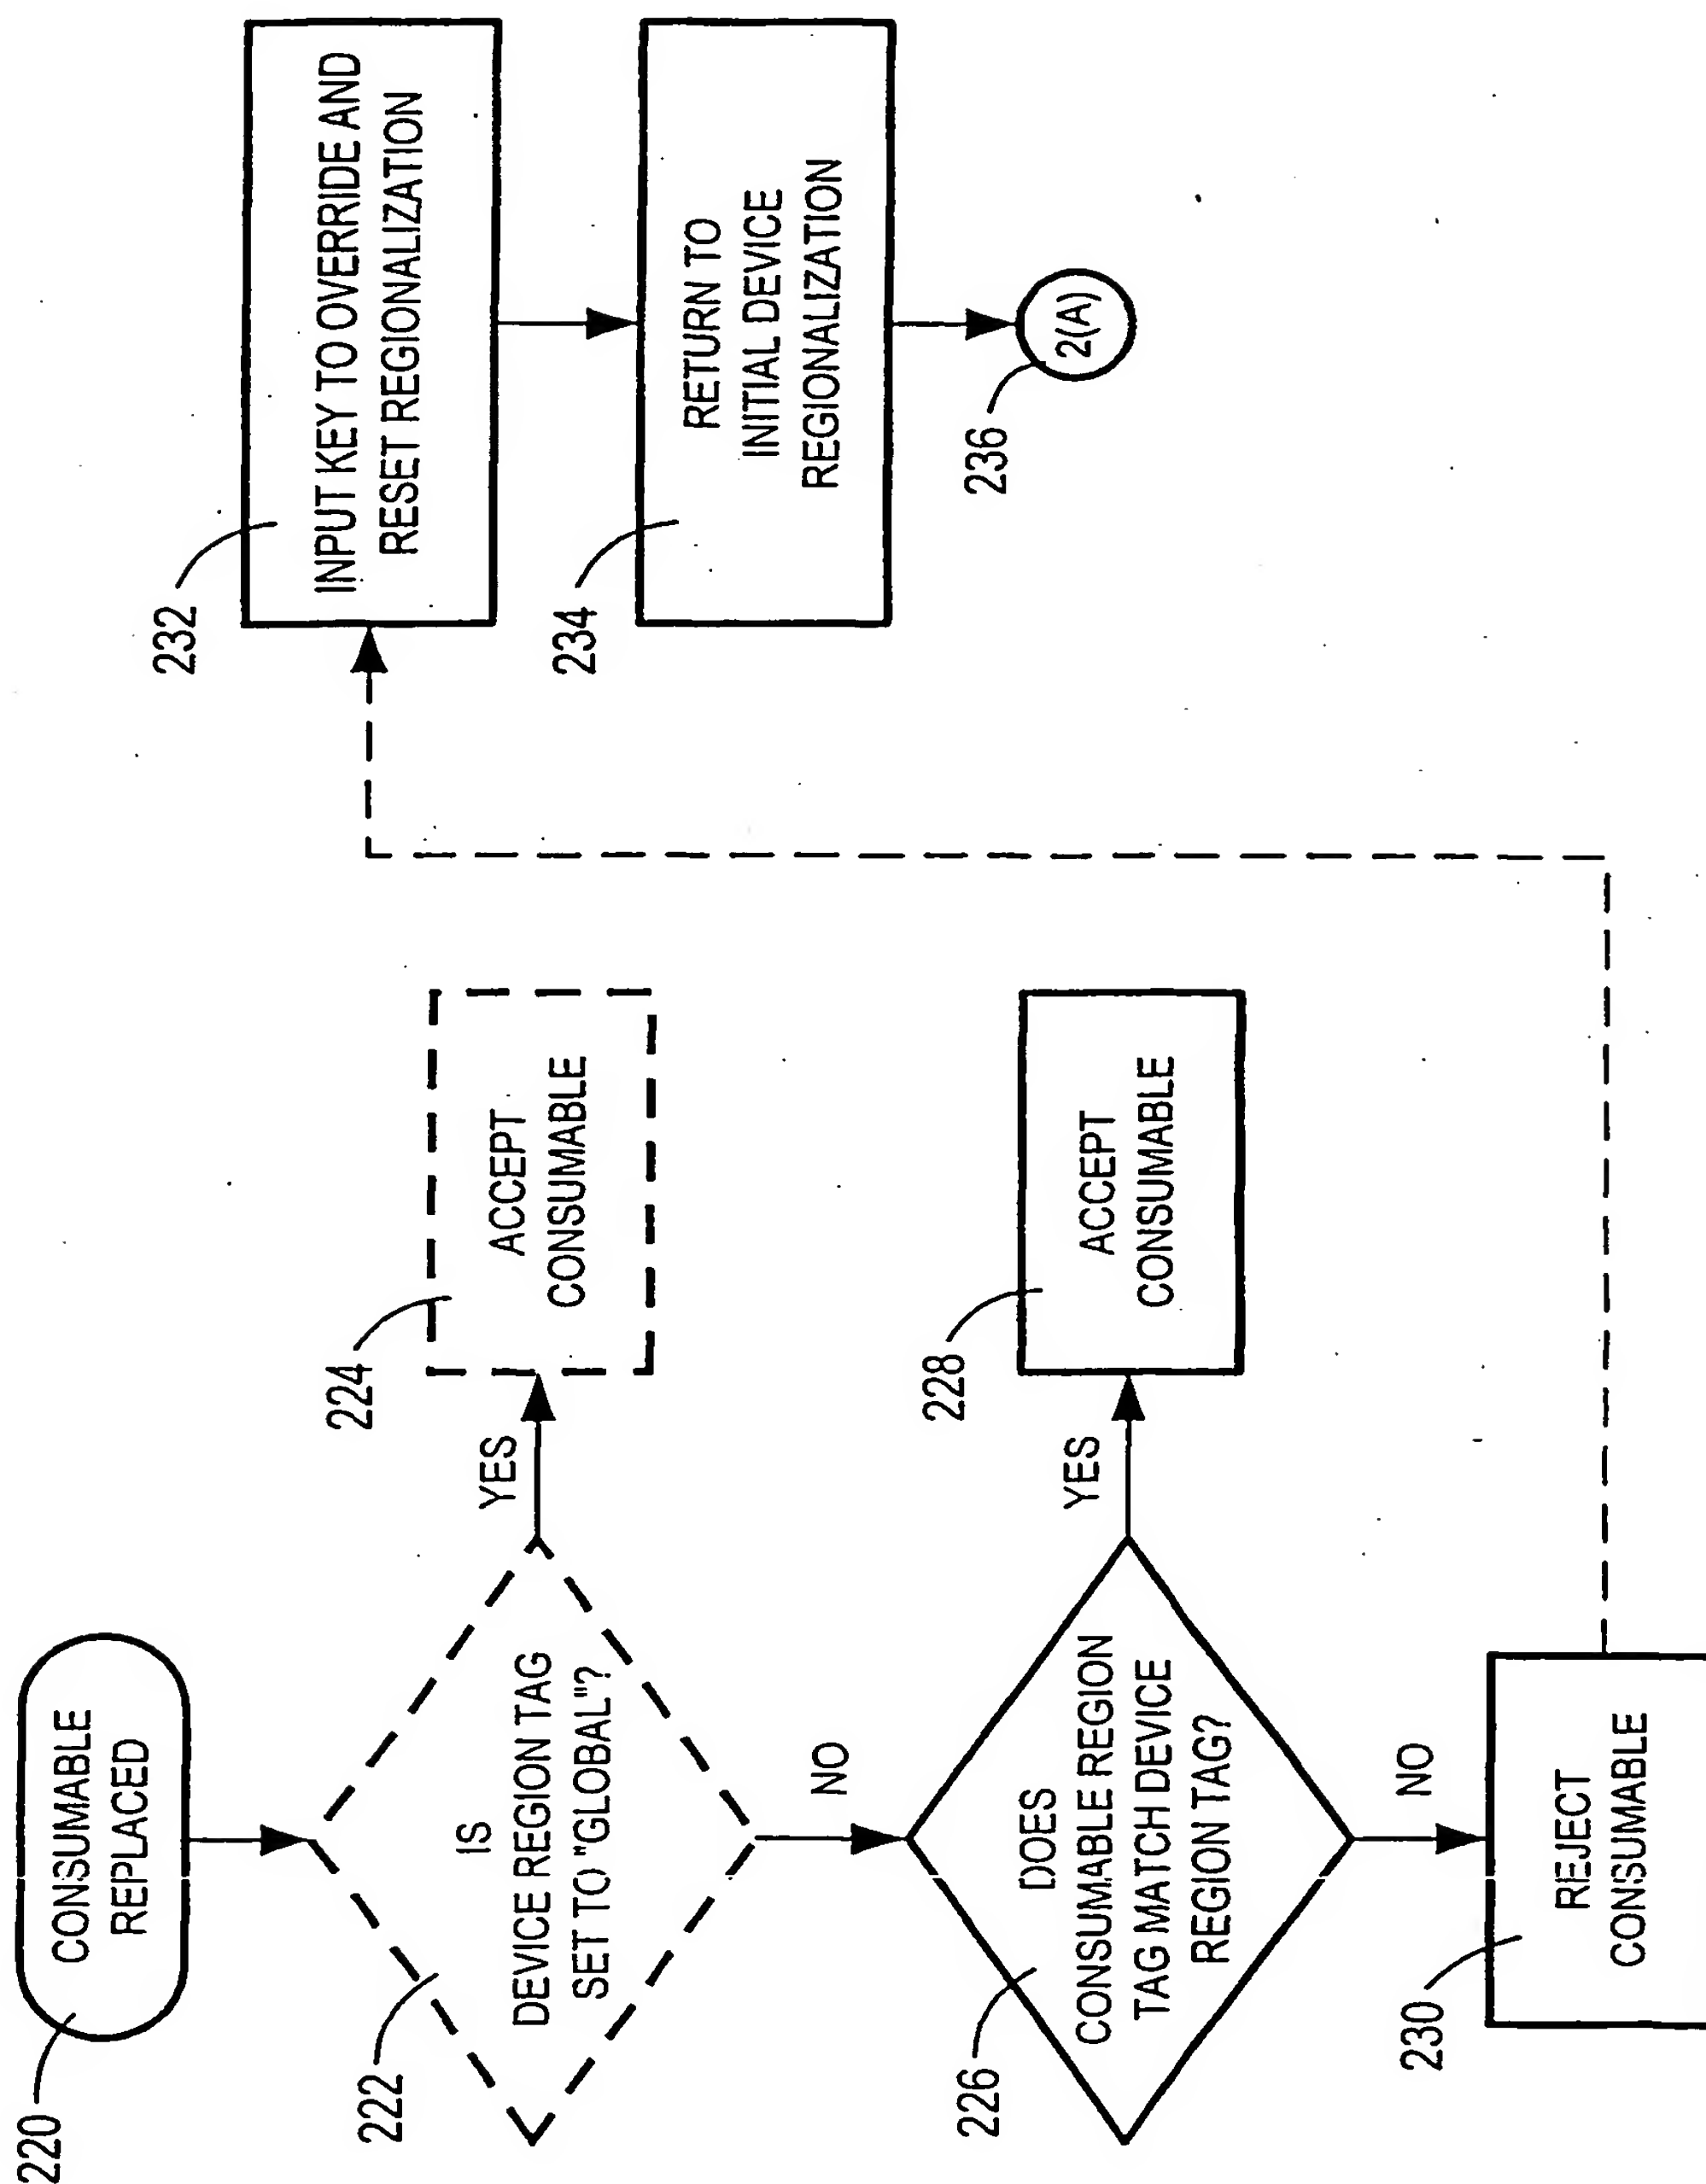 220
CONSUMABLE
REPLACED
222
IS
DEVICE REGION TAG
SET TO "GLOBAL"?
YES
224
ACCEPT
CONSUMABLE
NO
226
DOES
CONSUMABLE REGION
TAG MATCH DEVICE
REGION TAG?
YES
228
ACCEPT
CONSUMABLE
NO
230
REJECT
CONSUMABLE
232
INPUT KEY TO OVERRIDE AND
RESET REGIONALIZATION
234
RETURN TO
INITIAL DEVICE
REGIONALIZATION
236
2(A)